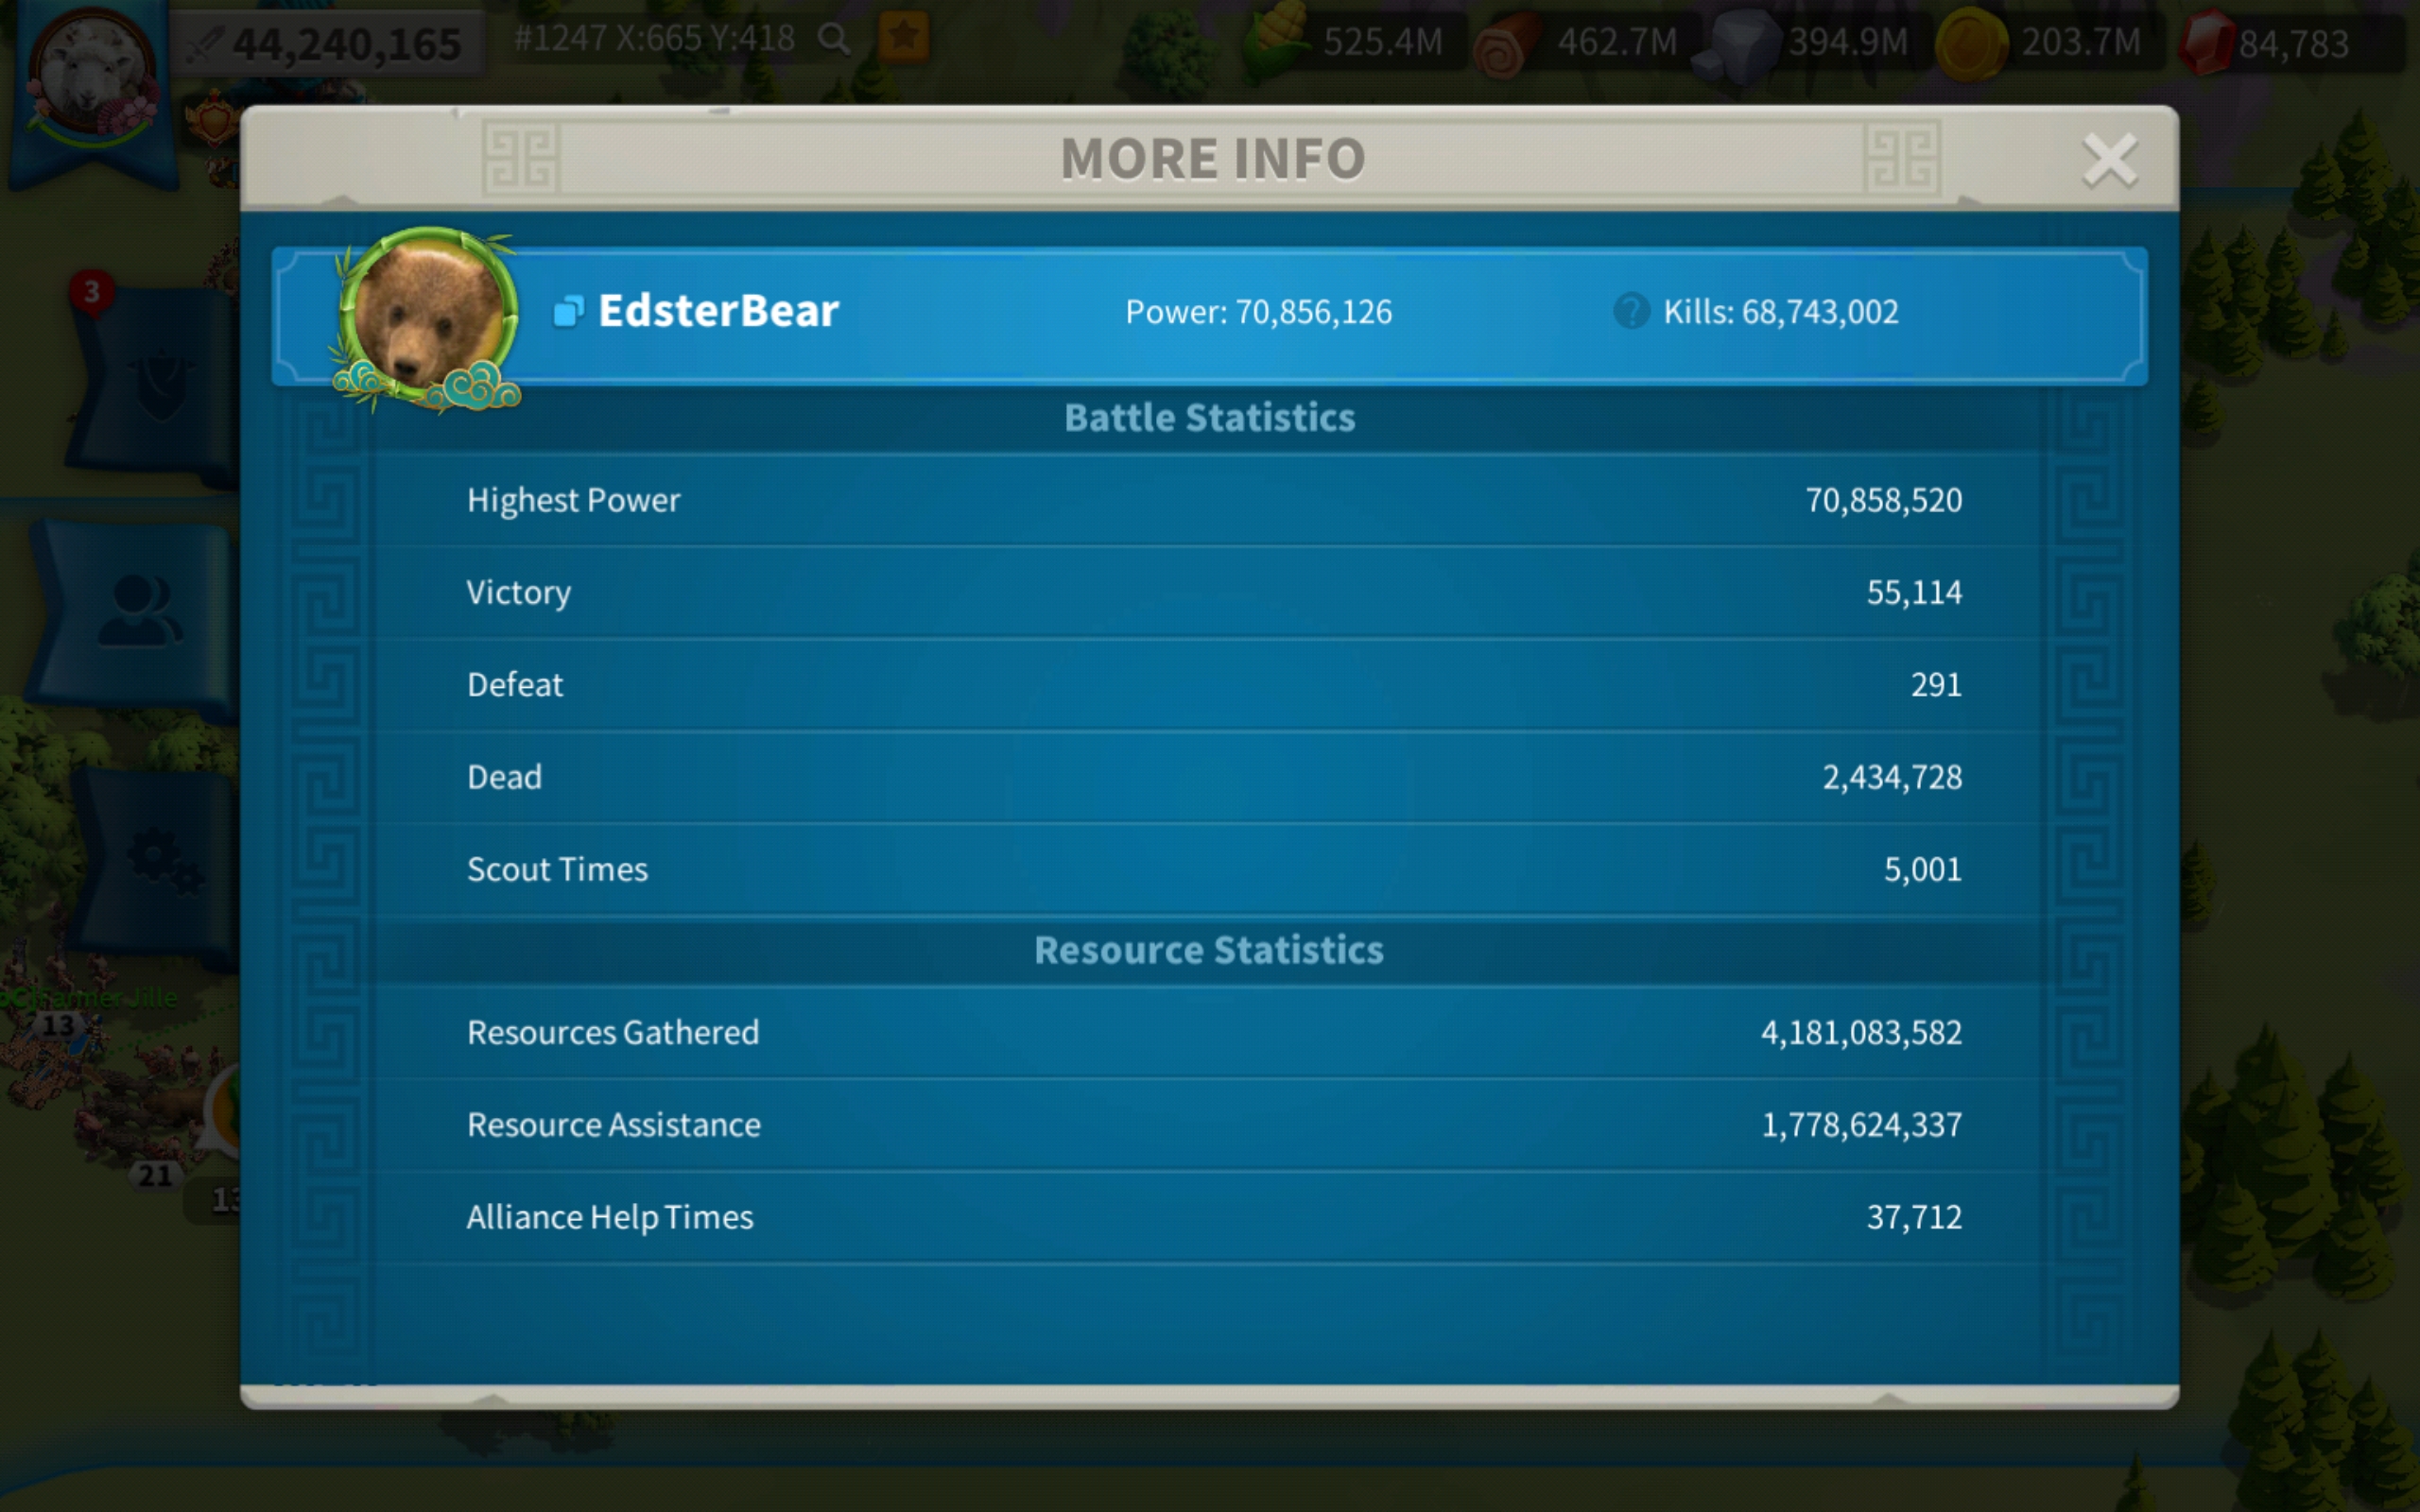 44,240,165
#1247 X:665 Y:418
525.4M
462.7M
394.9M
203.7M
84,783
MORE INFO
3
EdsterBear
Power: 70,856,126
? Kills: 68,743,002
Battle Statistics
Highest Power 70,858,520
Victory 55,114
Defeat 291
Dead 2,434,728
Scout Times 5,001
Resource Statistics
Resources Gathered 4,181,083,582
Resource Assistance 1,778,624,337
Alliance Help Times 37,712
Farmer Jille
13
21